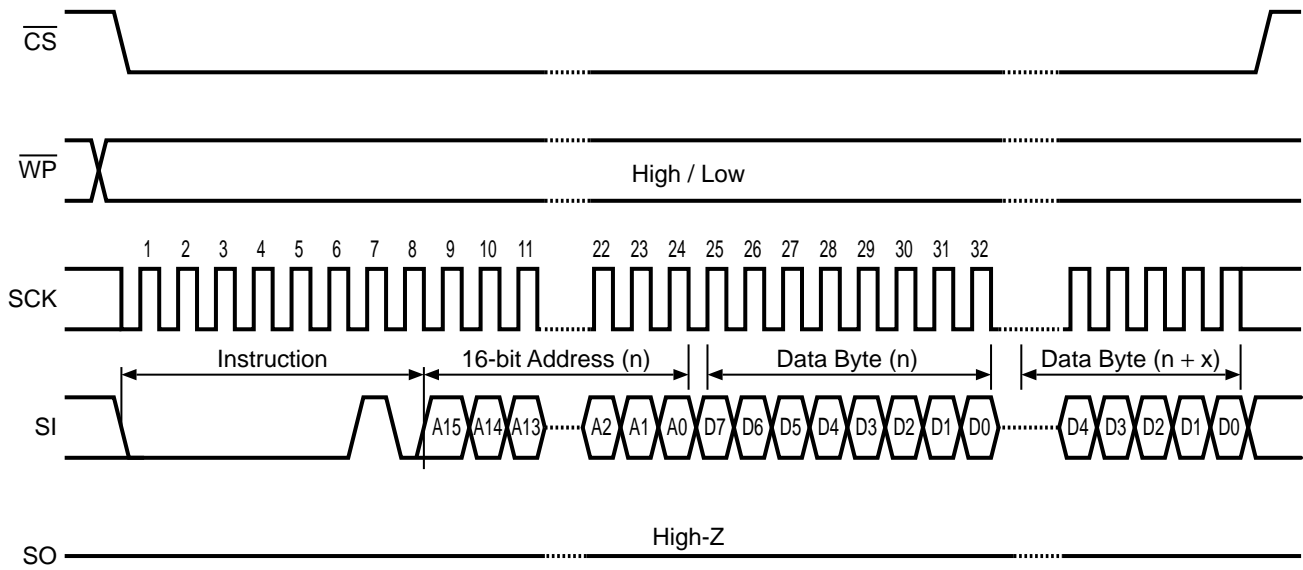 CS
WP
High / Low
1 2 3 4 5 6 7 8 9 10 11 22 23 24 25 26 27 28 29 30 31 32
SCK
Instruction 16-bit Address (n) Data Byte (n) Data Byte (n + x)
SI A15 A14 A13 A2 A1 A0 D7 D6 D5 D4 D3 D2 D1 D0 D4 D3 D2 D1 D0
High-Z
SO